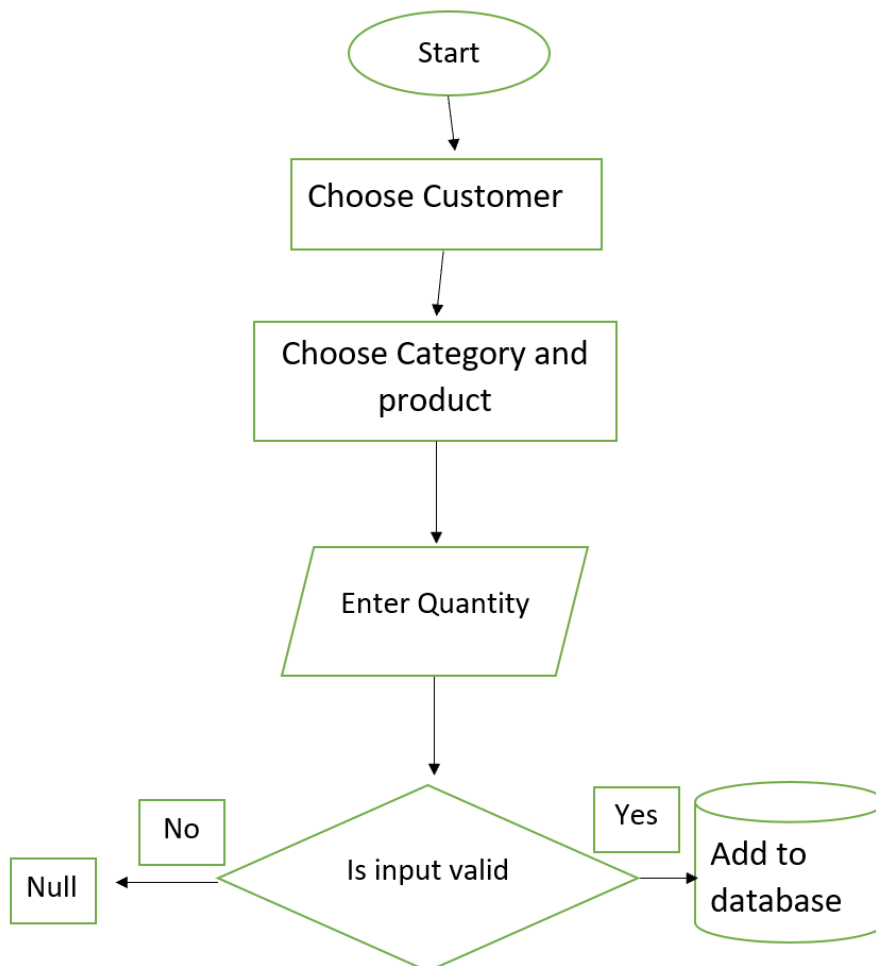 Start
Choose Customer
Choose Category and
product
Enter Quantity
No
Yes
Null
Is input valid
Add to
database